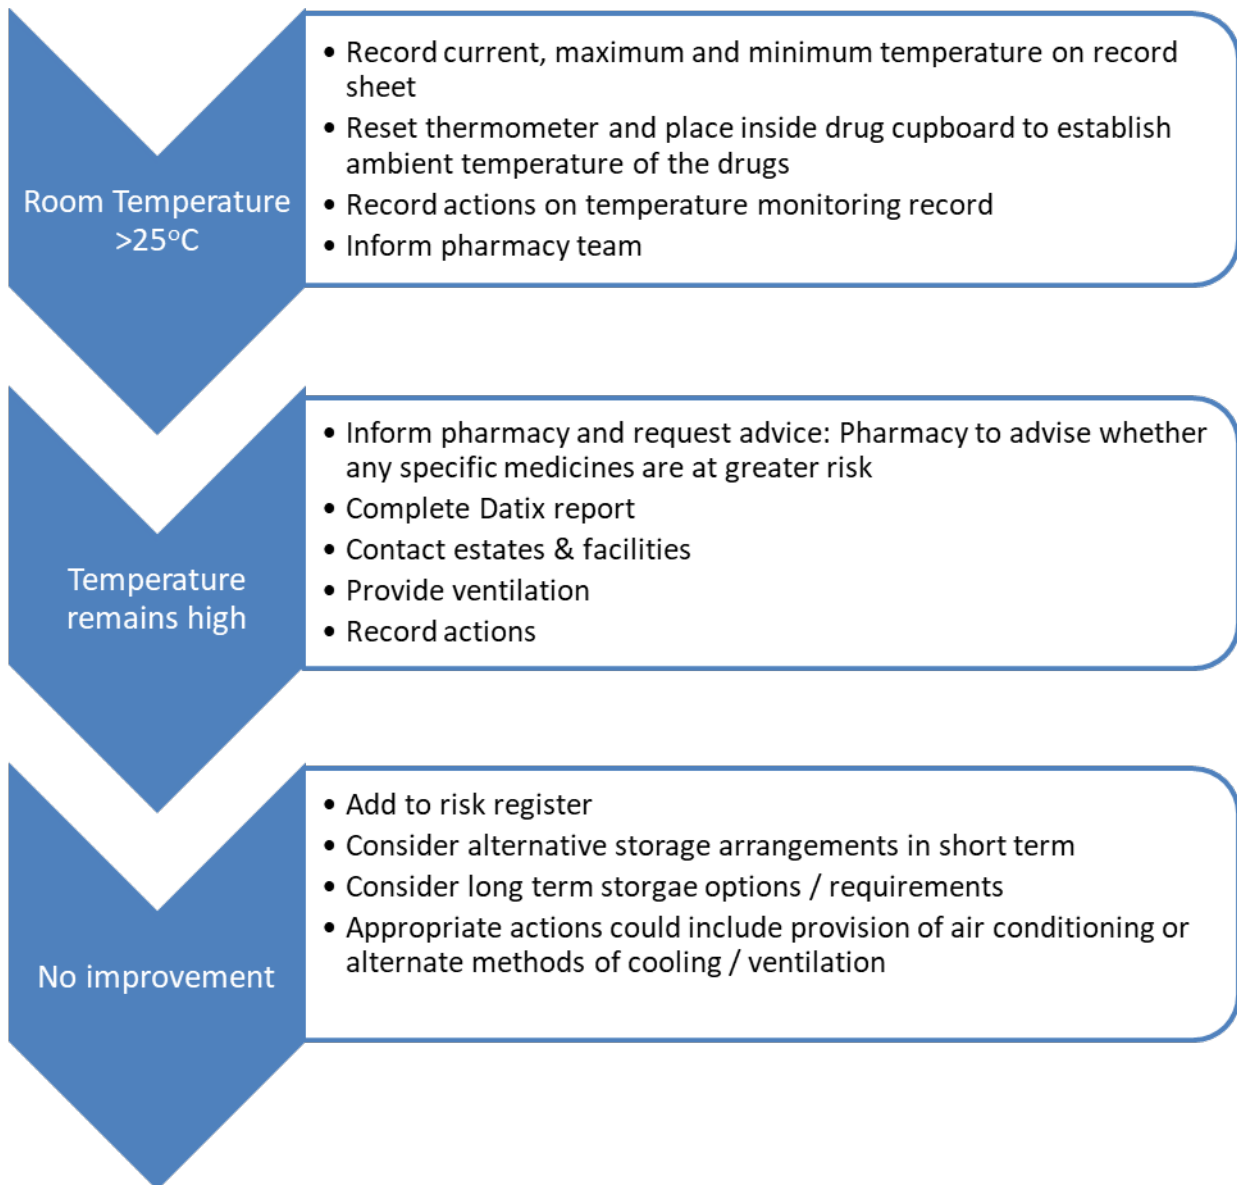 Room Temperature
>25°C
• Record current, maximum and minimum temperature on record
sheet
• Reset thermometer and place inside drug cupboard to establish
ambient temperature of the drugs
• Record actions on temperature monitoring record
• Inform pharmacy team
Temperature
remains high
• Inform pharmacy and request advice: Pharmacy to advise whether
any specific medicines are at greater risk
• Complete Datix report
• Contact estates & facilities
• Provide ventilation
• Record actions
No improvement
• Add to risk register
• Consider alternative storage arrangements in short term
• Consider long term storgae options / requirements
• Appropriate actions could include provision of air conditioning or
alternate methods of cooling / ventilation